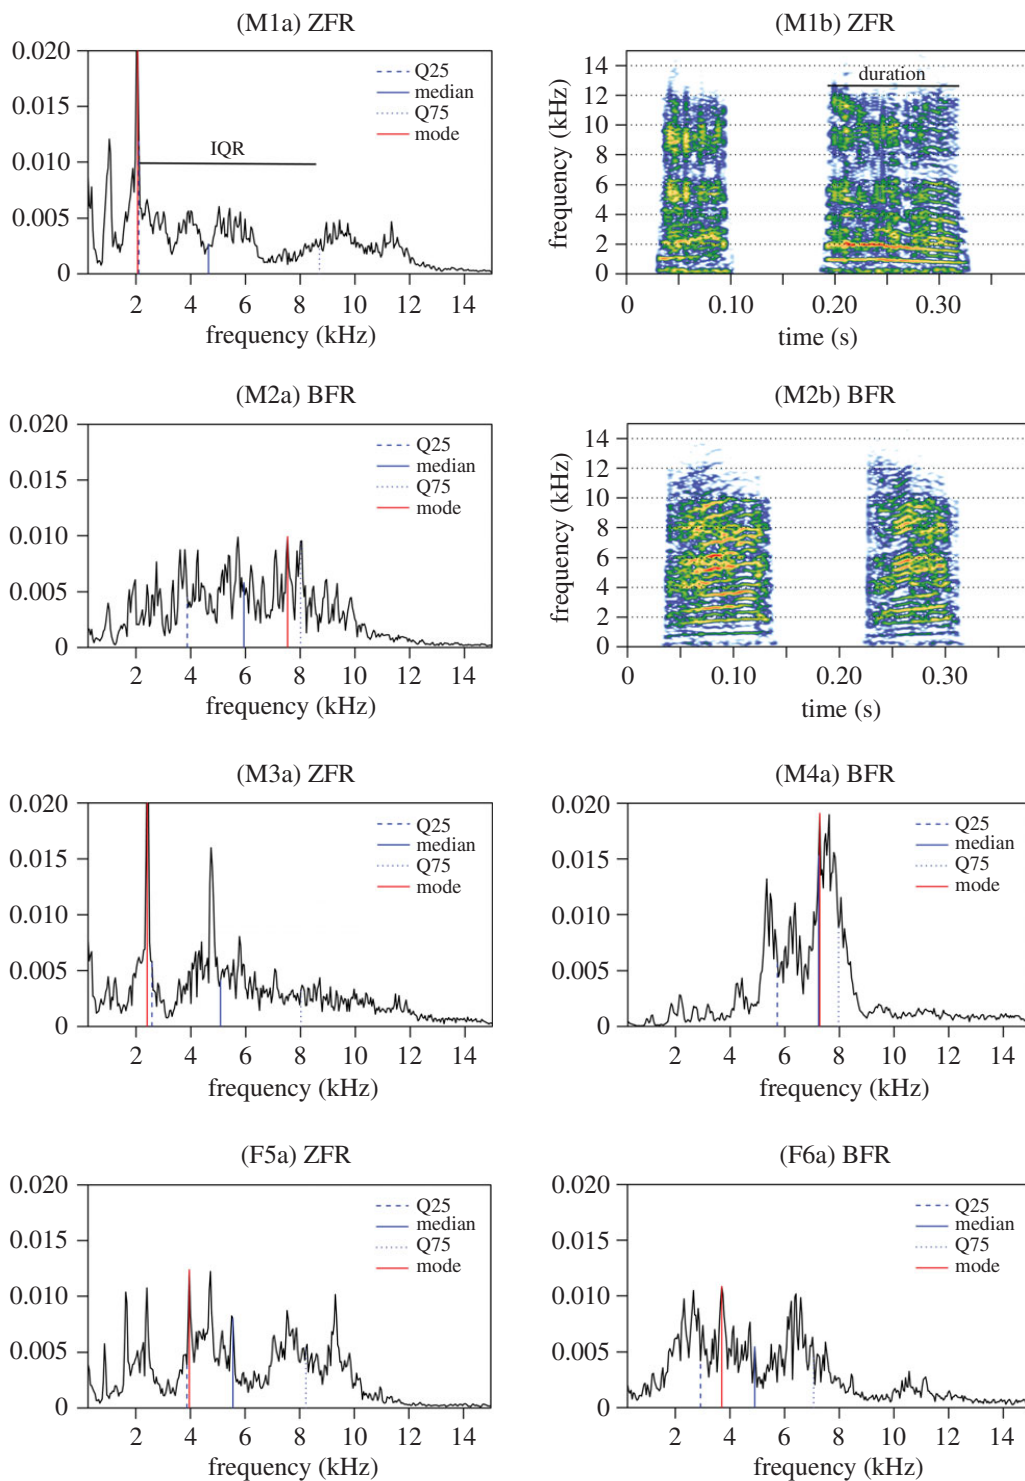 (M1a) ZFR
0.020
0.015
0.010
0.005
0
Q25
median
Q75
mode
IQR
2 4 6 8 10 12 14
frequency (kHz)
(M1b) ZFR
frequency (kHz)
14
12
10
8
6
4
2
0
duration
0 0.10 0.20 0.30
time (s)
(M2a) BFR
0.020
0.015
0.010
0.005
0
Q25
median
Q75
mode
2 4 6 8 10 12 14
frequency (kHz)
(M2b) BFR
frequency (kHz)
14
12
10
8
6
4
2
0
0 0.10 0.20 0.30
time (s)
(M3a) ZFR
0.020
0.015
0.010
0.005
0
Q25
median
Q75
mode
2 4 6 8 10 12 14
frequency (kHz)
(M4a) BFR
0.020
0.015
0.010
0.005
0
Q25
median
Q75
mode
2 4 6 8 10 12 14
frequency (kHz)
(F5a) ZFR
0.020
0.015
0.010
0.005
0
Q25
median
Q75
mode
2 4 6 8 10 12 14
frequency (kHz)
(F6a) BFR
0.020
0.015
0.010
0.005
0
Q25
median
Q75
mode
2 4 6 8 10 12 14
frequency (kHz)